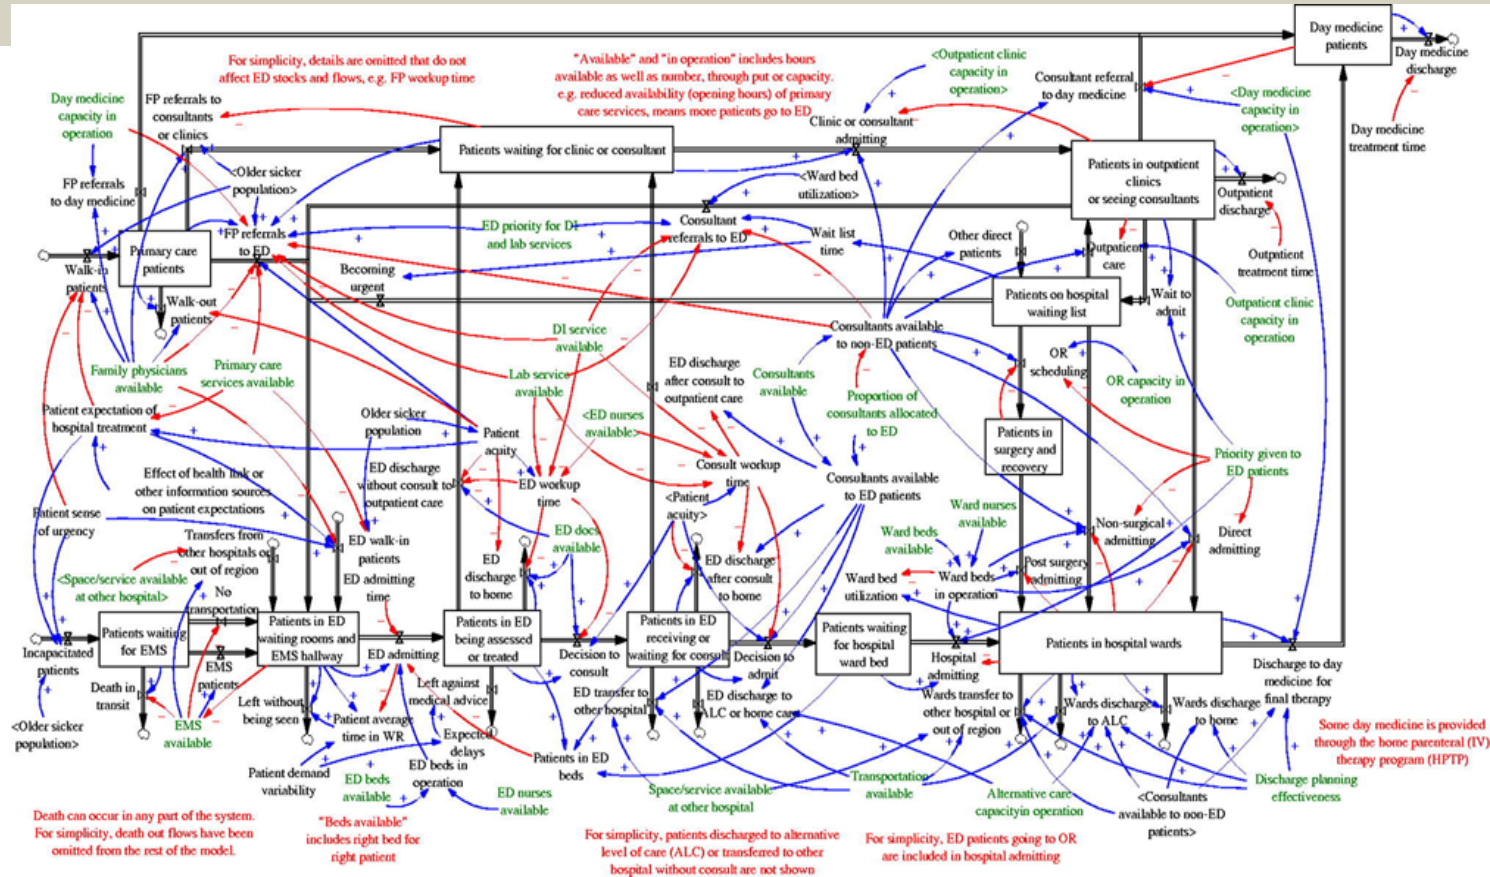 Day medicine
patients
Day medicine
discharge
For simplicity, details are omitted that do not
affect ED stocks and flows, e.g. FP workup time
"Available" and "in operation" includes hours
available as well as number, through put or capacity.
e.g. reduced availability (opening hours) of primary
care services, means more patients go to ED
<Outpatient clinic
capacity in
operation>
Consultant referral
to day medicine
<Day medicine
capacity in
operation>
Day medicine
treatment time
Day medicine
capacity in
operation
FP referrals to
consultants
or clinics
Clinic or consultant
admitting
Patients waiting for clinic or consultant
Patients in outpatient
clinics
or seeing consultants
FP referrals
to day medicine
<Older sicker
population>
<Ward bed
utilization>
Outpatient
discharge
FP referrals
to ED
ED priority for DI
and lab services
Consultant
referrals to ED
Wait list
time
Other direct
patients
Outpatient
care
Outpatient
treatment time
Primary care
patients
Walk-in
patients
Becoming
urgent
Walk-out
patients
Patients on hospital
waiting list
Wait to
admit
Outpatient clinic
capacity in
operation
DI service
available
Consultants available
to non-ED patients
OR
scheduling
Family physicians
available
Primary care
services available
Lab service
available
ED discharge
after consult to
outpatient care
Consultants
available
Proportion of
consultants allocated
to ED
OR capacity in
operation
Patient expectation of
hospital treatment
Older sicker
population
Patient
acuity
<ED nurses
available>
Patients in
surgery and
recovery
Priority given to
ED patients
Effect of health link or
other information sources
on patient expectations
ED discharge
without consult to
outpatient care
ED workup
time
Consult workup
time
Consultants available
to ED patients
Patient sense
of urgency
<Patient
acuity>
Ward nurses
available
Ward beds
available
Non-surgical
admitting
Direct
admitting
Transfers from
other hospitals or
out of region
ED walk-in
patients
ED docs
available
ED
discharge
to home
ED discharge
after consult
to home
Ward bed
utilization
Ward beds
in operation
Post surgery
admitting
<Space/service available
at other hospital>
No
transportation
ED admitting
time
Patients waiting
for EMS
Patients in ED
waiting rooms and
EMS hallway
Patients in ED
being assessed
or treated
Patients in ED
receiving or
waiting for consult
Patients waiting
for hospital
ward bed
Patients in hospital wards
Incapacitated
patients
EMS
patients
ED admitting
Decision to
consult
Decision to
admit
Hospital
admitting
Discharge to day
medicine for
final therapy
Death in
transit
Left without
being seen
Left against
medical advice
ED transfer to
other hospital
ED discharge to
ALC or home care
Wards transfer to
other hospital or
out of region
Wards discharge
to ALC
Wards discharge
to home
<Older sicker
population>
EMS
available
Patient average
time in WR
Expected
delays
Patients in ED
beds
Some day medicine is provided
through the home parenteral (IV)
therapy program (HPTP)
Patient demand
variability
ED beds
available
ED beds in
operation
ED nurses
available
Space/service available
at other hospital
Transportation
available
Alternative care
capacityin operation
<Consultants
available to non-ED
patients>
Discharge planning
effectiveness
Death can occur in any part of the system.
For simplicity, death out flows have been
omitted from the rest of the model.
"Beds available"
includes right bed for
right patient
For simplicity, patients discharged to alternative
level of care (ALC) or transferred to other
hospital without consult are not shown
For simplicity, ED patients going to OR
are included in hospital admitting